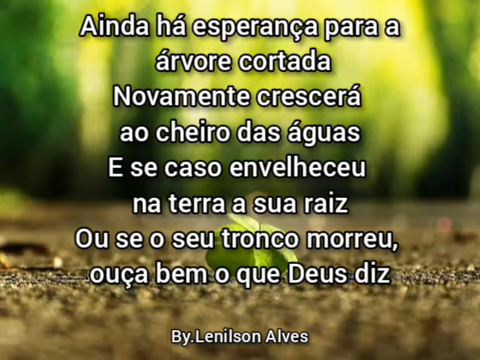 Ainda há esperança para a
árvore cortada
Novamente crescerá
ao cheiro das águas
E se caso envelheceu
na terra a sua raiz
Ou se o seu tronco morreu,
ouça bem o que Deus diz
By.Lenilson Alves